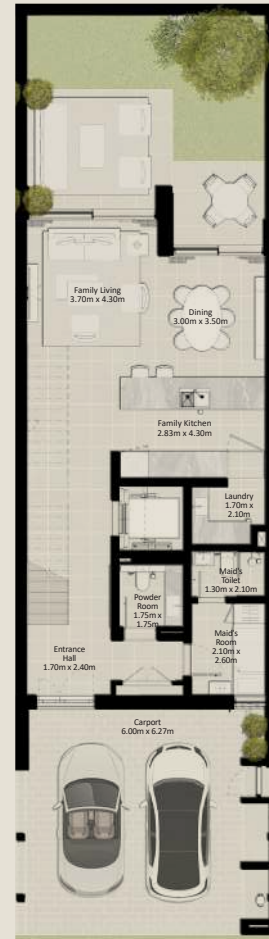 Family Living
3.70m x 4.30m
Dining
3.00m x 3.50m
Family Kitchen
2.83m x 4.30m
Laundry
1.70m x
2.10m
Maid's
Toilet
1.30m x 2.10m
Powder
Room
1.75m x
1.75m
Maid's
Room
2.10m x
2.60m
Entrance
Hall
1.70m x 2.40m
Carport
6.00m x 6.27m